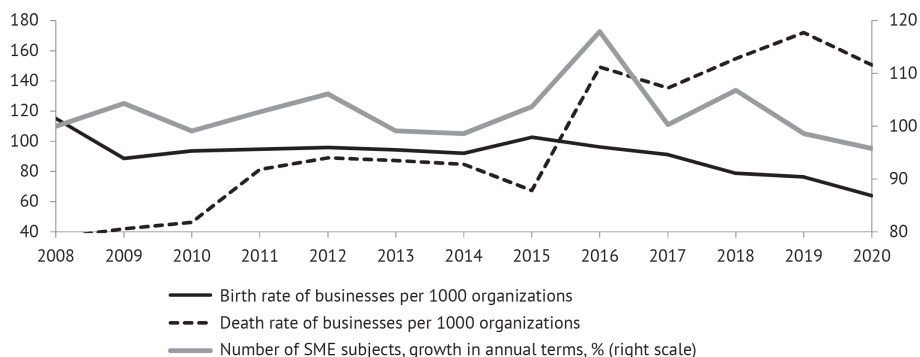 180 120
160
140 110
120
100 100
80
60 90
40 80
2008 2009 2010 2011 2012 2013 2014 2015 2016 2017 2018 2019 2020
Birth rate of businesses per 1000 organizations
Death rate of businesses per 1000 organizations
Number of SME subjects, growth in annual terms, % (right scale)